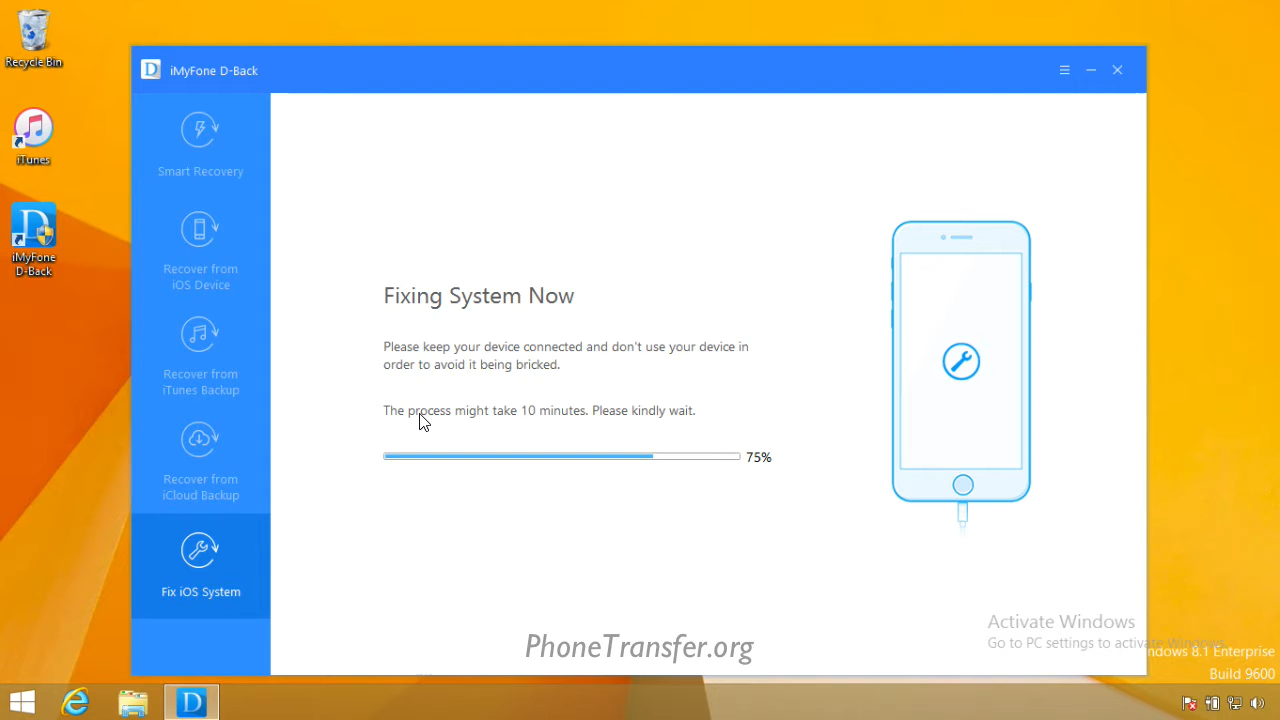 Recycle Bin
iTunes
iMyFone
D-Back
iMyFone D-Back
Smart Recovery
Recover from
iOS Device
Recover from
iTunes Backup
Recover from
iCloud Backup
Fix iOS System
Fixing System Now
Please keep your device connected and don't use your device in
order to avoid it being bricked.
The process might take 10 minutes. Please kindly wait.
75%
PhoneTransfer.org
Activate Windows
Go to PC settings to activate Windows.
ndows 8.1 Enterprise
Build 9600